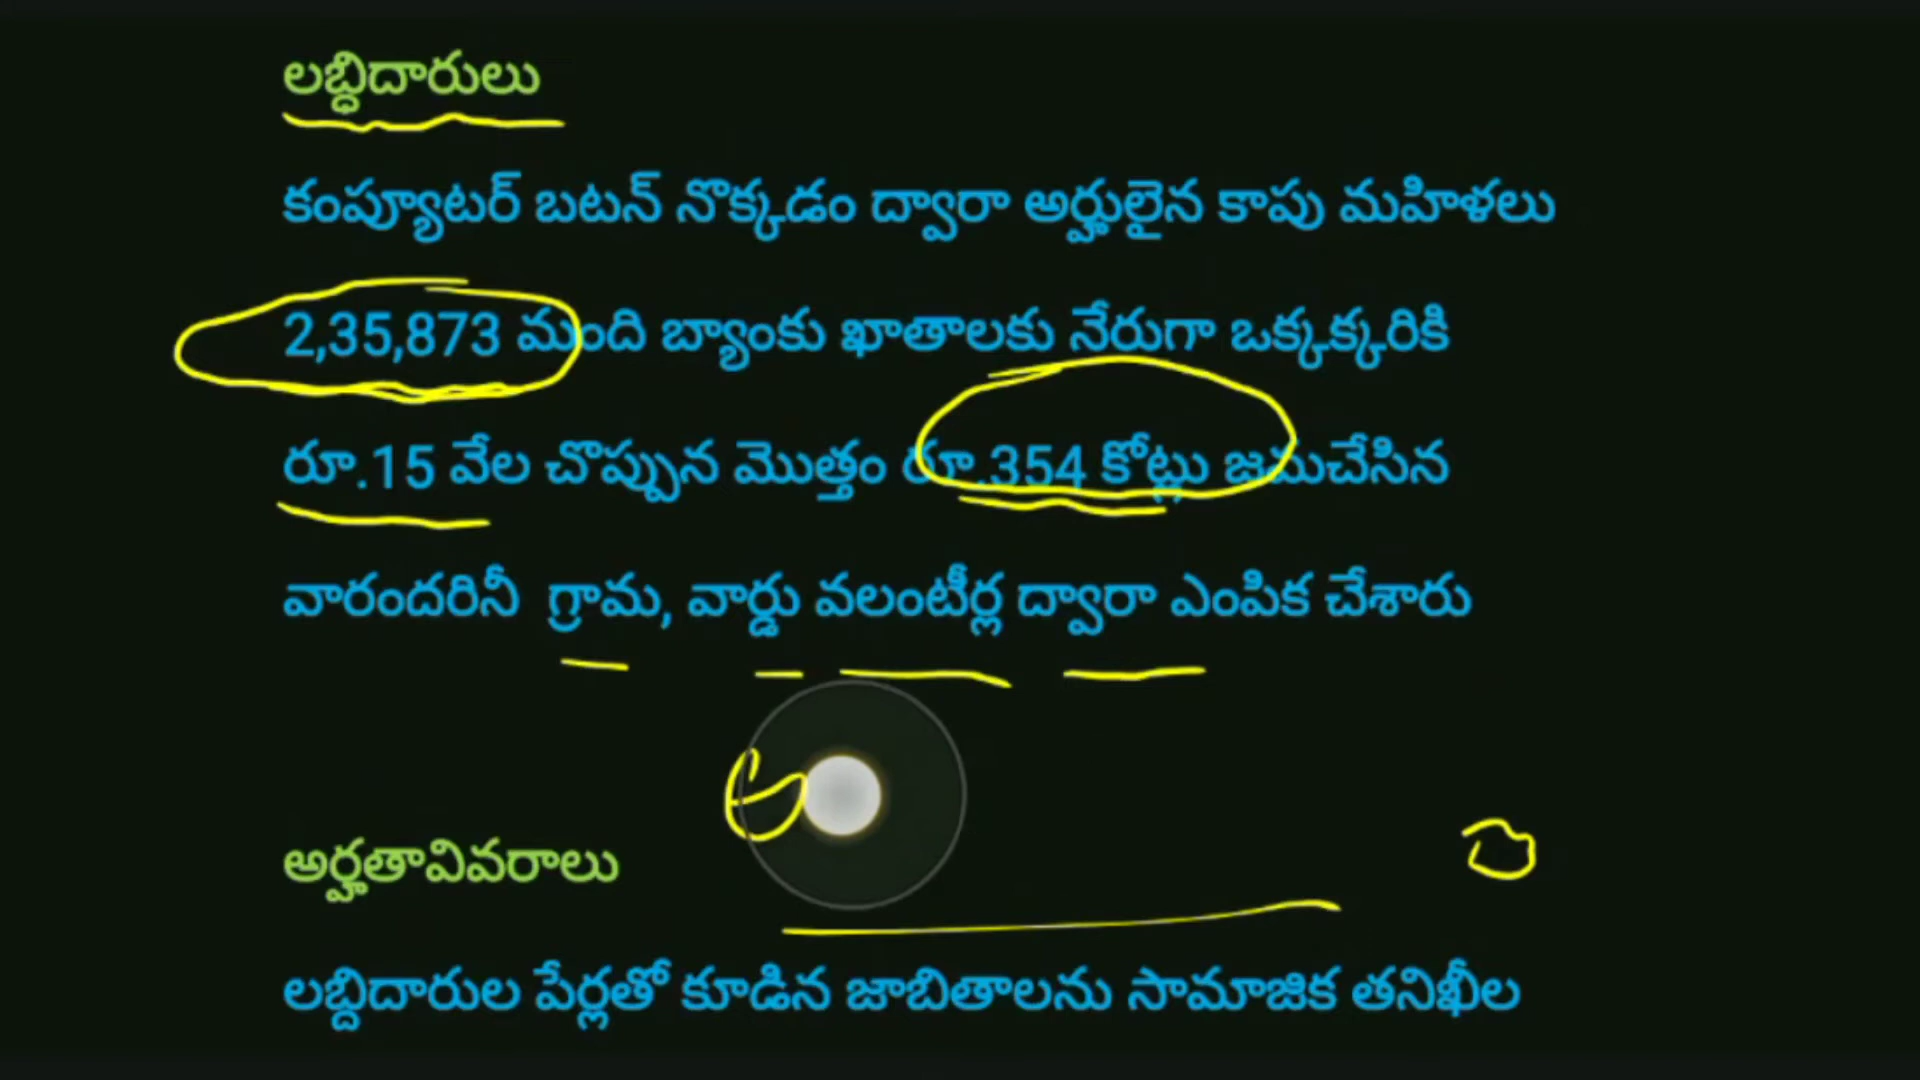 లబ్ధిదారులు
కంప్యూటర్ బటన్ నొక్కడం ద్వారా అర్హులైన కాపు మహిళలు
2,35,873 మంది బ్యాంకు ఖాతాలకు నేరుగా ఒక్కక్కరికి
రూ.15 వేల చొప్పున మొత్తం రూ.354 కోట్లు జమచేసిన
వారందరినీ గ్రామ, వార్డు వలంటీర్ల ద్వారా ఎంపిక చేశారు
అర్హతావివరాలు
లబ్దిదారుల పేర్లతో కూడిన జాబితాలను సామాజిక తనిఖీల